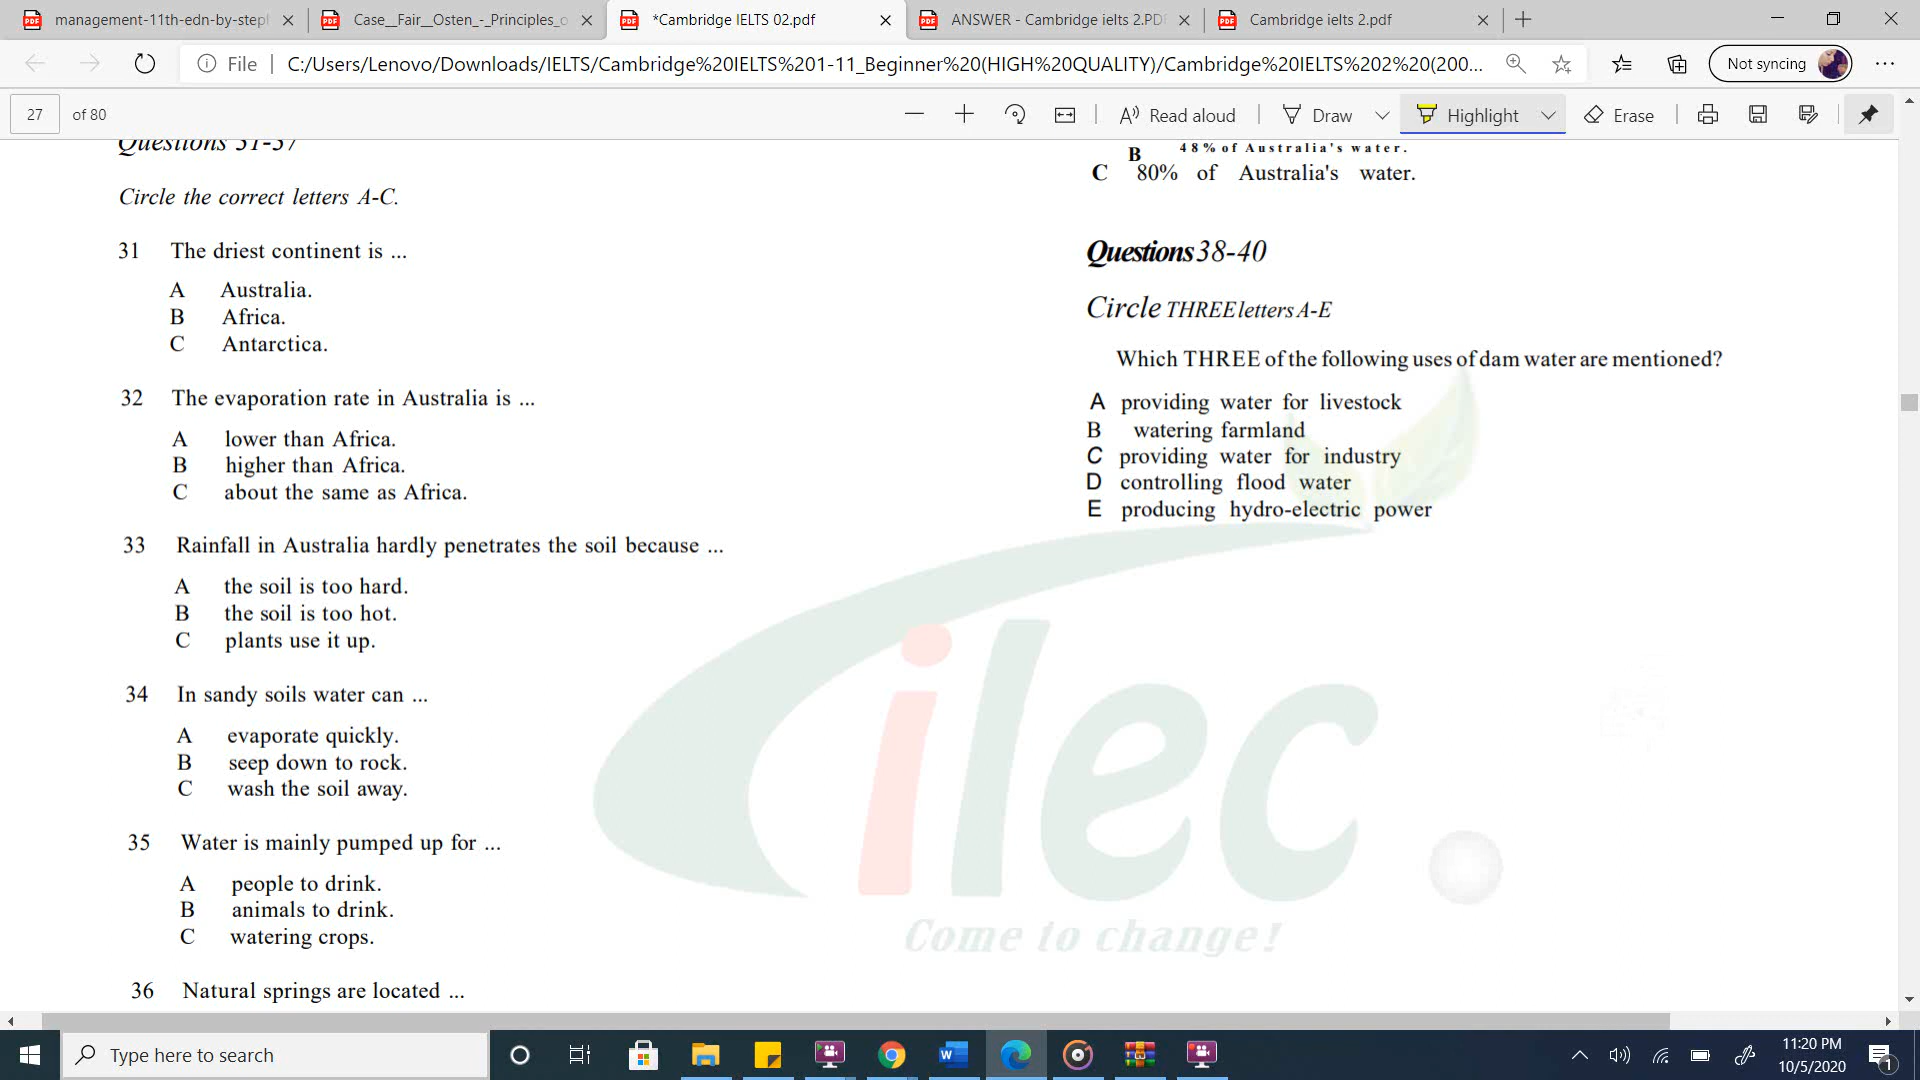 management-11th-edn-by-step
Case__Fair__Osten_-_Principles_o
*Cambridge IELTS 02.pdf
ANSWER - Cambridge ielts 2.PD
Cambridge ielts 2.pdf
File
C:/Users/Lenovo/Downloads/IELTS/Cambridge%20IELTS%201-11_Beginner%20(HIGH%20QUALITY)/Cambridge%20IELTS%202%20(200...
Not syncing
27 of 80
Read aloud
Draw
Highlight
Erase
Questions 31-37
Circle the correct letters A-C.
31 The driest continent is ...
A Australia.
B Africa.
C Antarctica.
32 The evaporation rate in Australia is ...
A lower than Africa.
B higher than Africa.
C about the same as Africa.
33 Rainfall in Australia hardly penetrates the soil because ...
A the soil is too hard.
B the soil is too hot.
C plants use it up.
34 In sandy soils water can ...
A evaporate quickly.
B seep down to rock.
C wash the soil away.
35 Water is mainly pumped up for ...
A people to drink.
B animals to drink.
C watering crops.
36 Natural springs are located ...
B 48% of Australia's water.
C 80% of Australia's water.
Questions 38-40
Circle THREE letters A-E
Which THREE of the following uses of dam water are mentioned?
A providing water for livestock
B watering farmland
C providing water for industry
D controlling flood water
E producing hydro-electric power
ilec
Come to change!
Type here to search
11:20 PM
10/5/2020
1